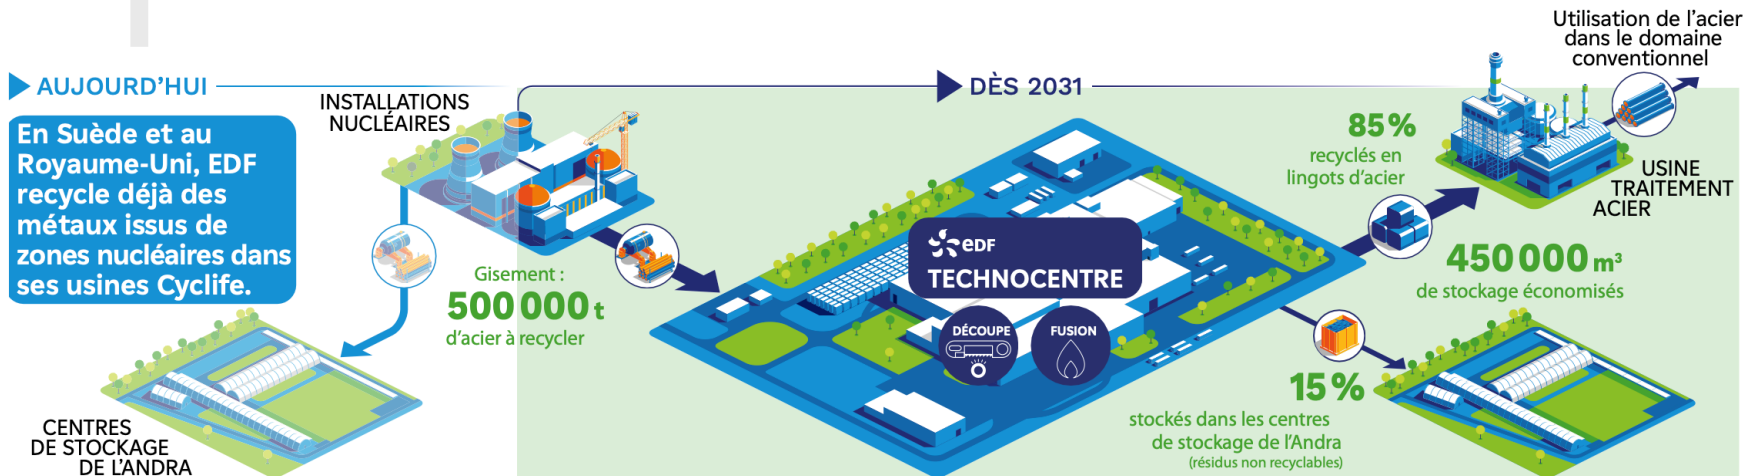 AUJOURD'HUI
En Suède et au
Royaume-Uni, EDF
recycle déjà des
métaux issus de
zones nucléaires dans
ses usines Cyclife.
INSTALLATIONS
NUCLÉAIRES
Gisement :
500 000 t
d'acier à recycler
CENTRES
DE STOCKAGE
DE L'ANDRA
DÈS 2031
eDF
TECHNOCENTRE
DÉCOUPE
FUSION
85 %
recyclés en
lingots d'acier
Utilisation de l'acier
dans le domaine
conventionnel
USINE
TRAITEMENT
ACIER
450 000 m³
de stockage économisés
15 %
stockés dans les centres
de stockage de l'Andra
(résidus non recyclables)